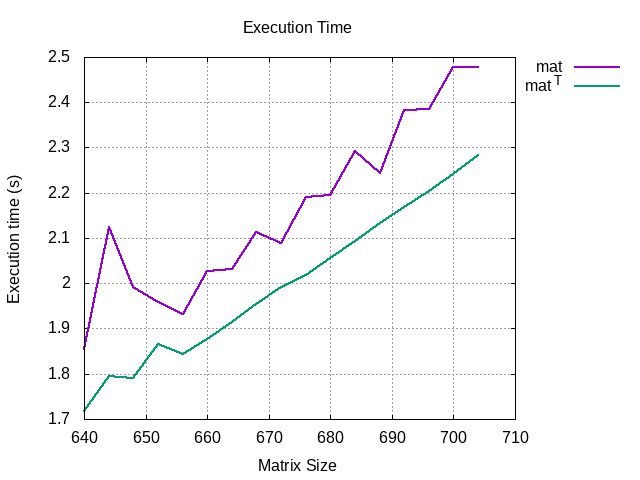 Execution Time
mat
mat T
2.5
2.4
2.3
2.2
2.1
2
1.9
1.8
1.7
Execution time (s)
640 650 660 670 680 690 700 710
Matrix Size